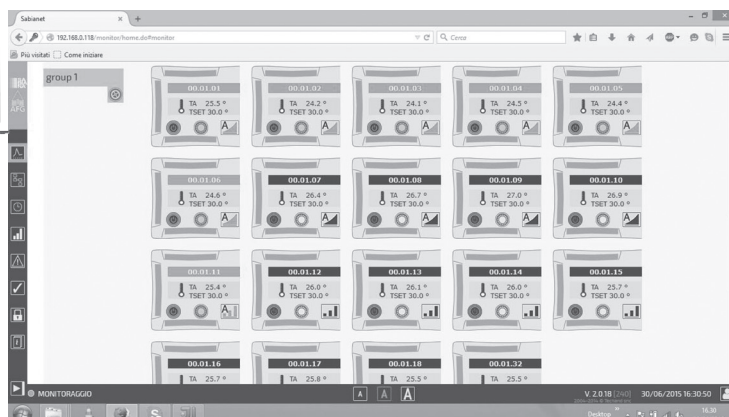 Sabianet
192.168.0.118/monitor/home.do#monitor
Cerca
Più visitati Come iniziare
group 1
00.01.01 00.01.02 00.01.03 00.01.04 00.01.05
TA 25.5 ° TA 24.2 ° TA 24.1 ° TA 24.5 ° TA 24.4 °
TSET 30.0 ° TSET 30.0 ° TSET 30.0 ° TSET 30.0 ° TSET 30.0 °
A A A A A
00.01.06 00.01.07 00.01.08 00.01.09 00.01.10
TA 24.6 ° TA 26.4 ° TA 26.7 ° TA 27.0 ° TA 26.9 °
TSET 30.0 ° TSET 30.0 ° TSET 30.0 ° TSET 30.0 ° TSET 30.0 °
A A A A A
00.01.11 00.01.12 00.01.13 00.01.14 00.01.15
TA 25.4 ° TA 26.0 ° TA 26.1 ° TA 26.0 ° TA 25.7 °
TSET 30.0 ° TSET 30.0 ° TSET 30.0 ° TSET 30.0 ° TSET 30.0 °
A
00.01.16 00.01.17 00.01.18 00.01.32
TA 25.7 ° TA 25.8 ° TA 25.5 ° TA 25.5 °
MONITORAGGIO A A A V. 2.0.18 [240] 30/06/2015 16:30:50
Desktop 16.30